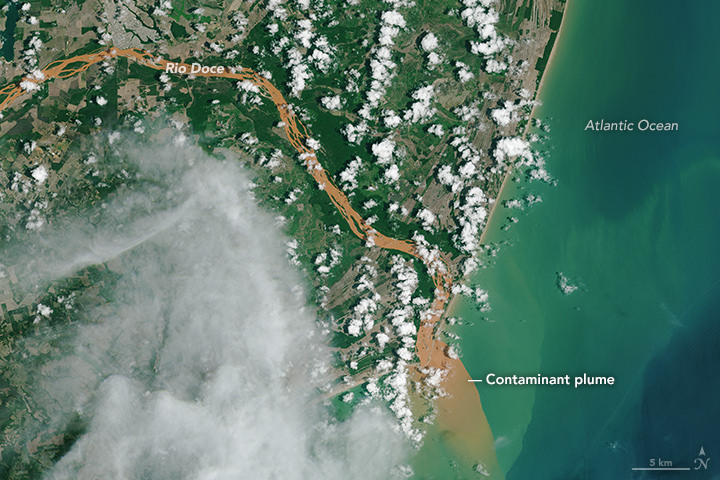 Rio Doce
Atlantic Ocean
Contaminant plume
5 km
N